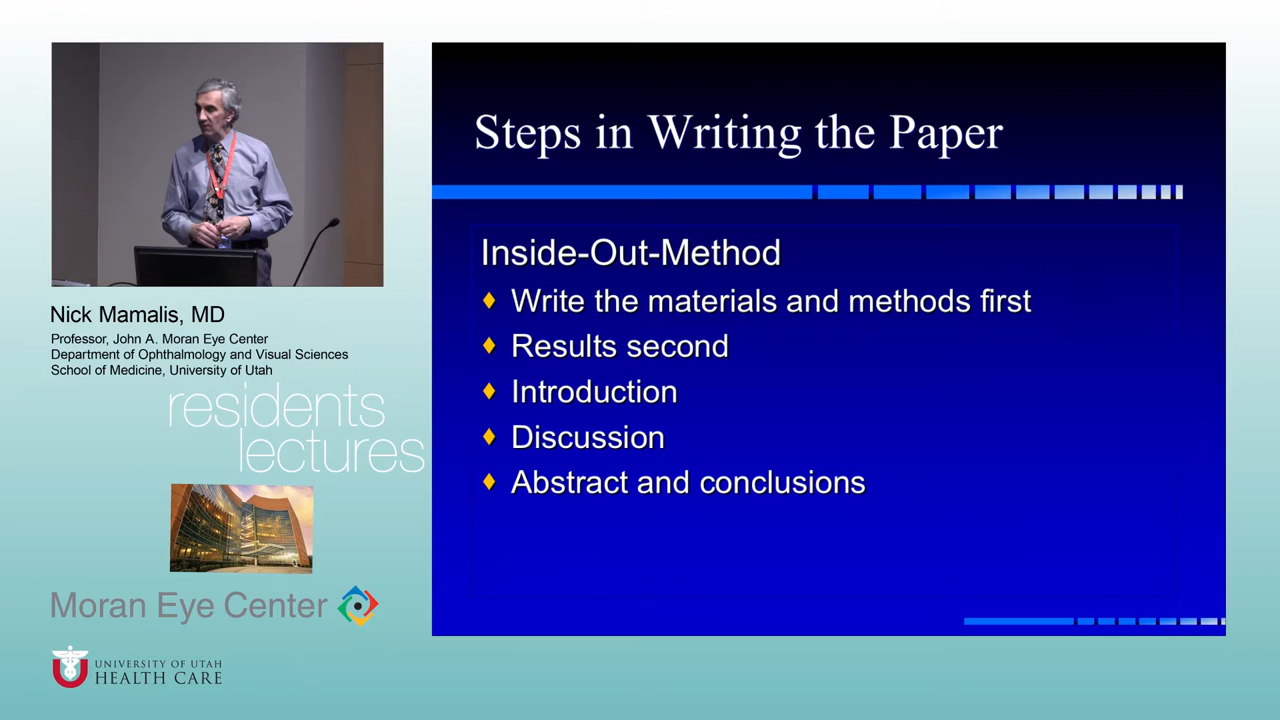 Nick Mamalis, MD
Professor, John A. Moran Eye Center
Department of Ophthalmology and Visual Sciences
School of Medicine, University of Utah
residents
lectures
Moran Eye Center
UNIVERSITY OF UTAH
HEALTH CARE
Steps in Writing the Paper
Inside-Out-Method
Write the materials and methods first
Results second
Introduction
Discussion
Abstract and conclusions